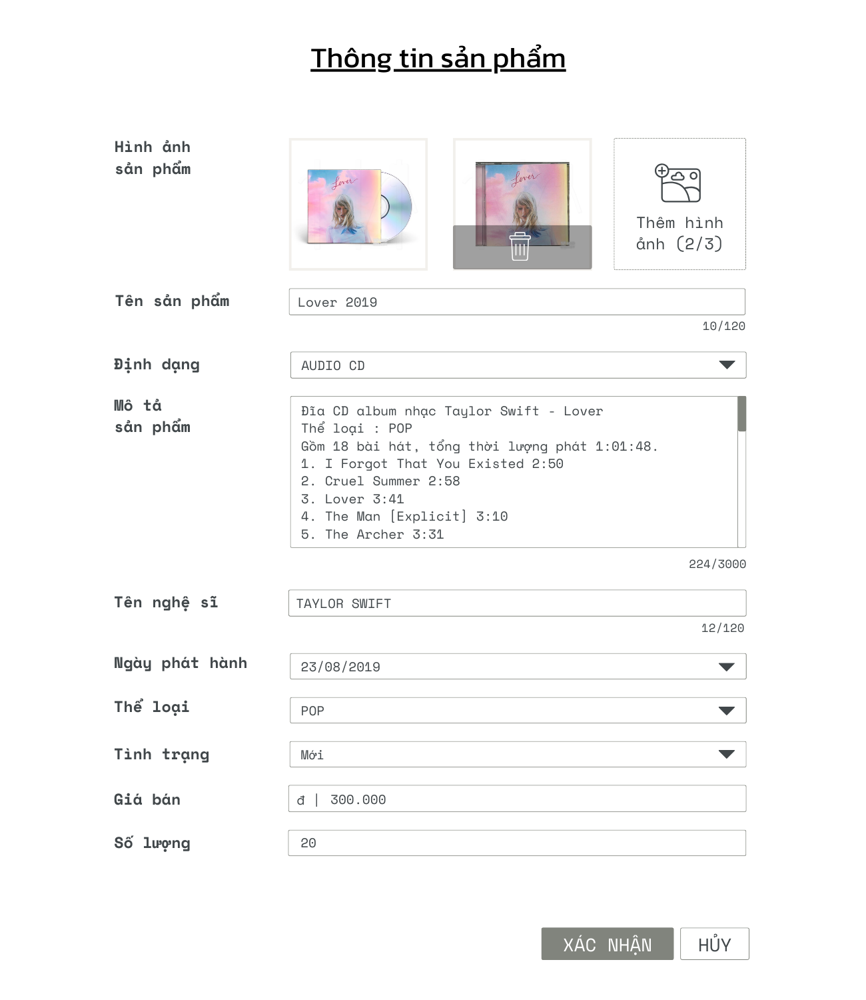 Thông tin sản phẩm
Hình ảnh
sản phẩm
Lover
Lover
Thêm hình
ảnh (2/3)
Tên sản phẩm
Lover 2019
10/120
Định dạng
AUDIO CD
Mô tả
sản phẩm
Đĩa CD album nhạc Taylor Swift - Lover
Thể loại : POP
Gồm 18 bài hát, tổng thời lượng phát 1:01:48.
1. I Forgot That You Existed 2:50
2. Cruel Summer 2:58
3. Lover 3:41
4. The Man [Explicit] 3:10
5. The Archer 3:31
224/3000
Tên nghệ sĩ
TAYLOR SWIFT
12/120
Ngày phát hành
23/08/2019
Thể loại
POP
Tình trạng
Mới
Giá bán
đ | 300.000
Số lượng
20
XÁC NHẬN
HỦY